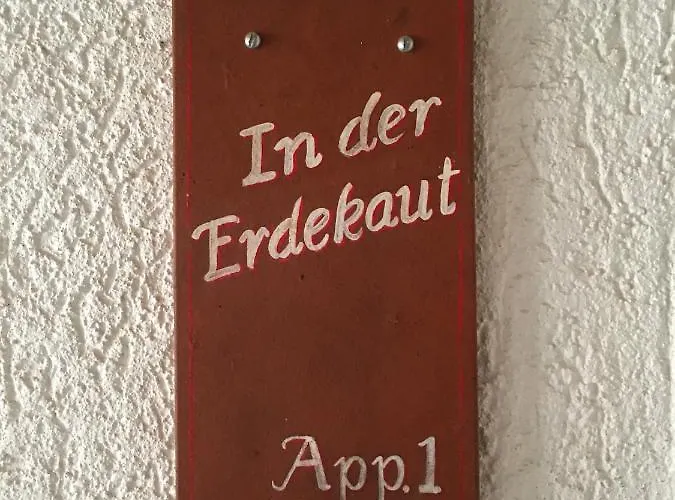 In der
Erdekaut
App.1